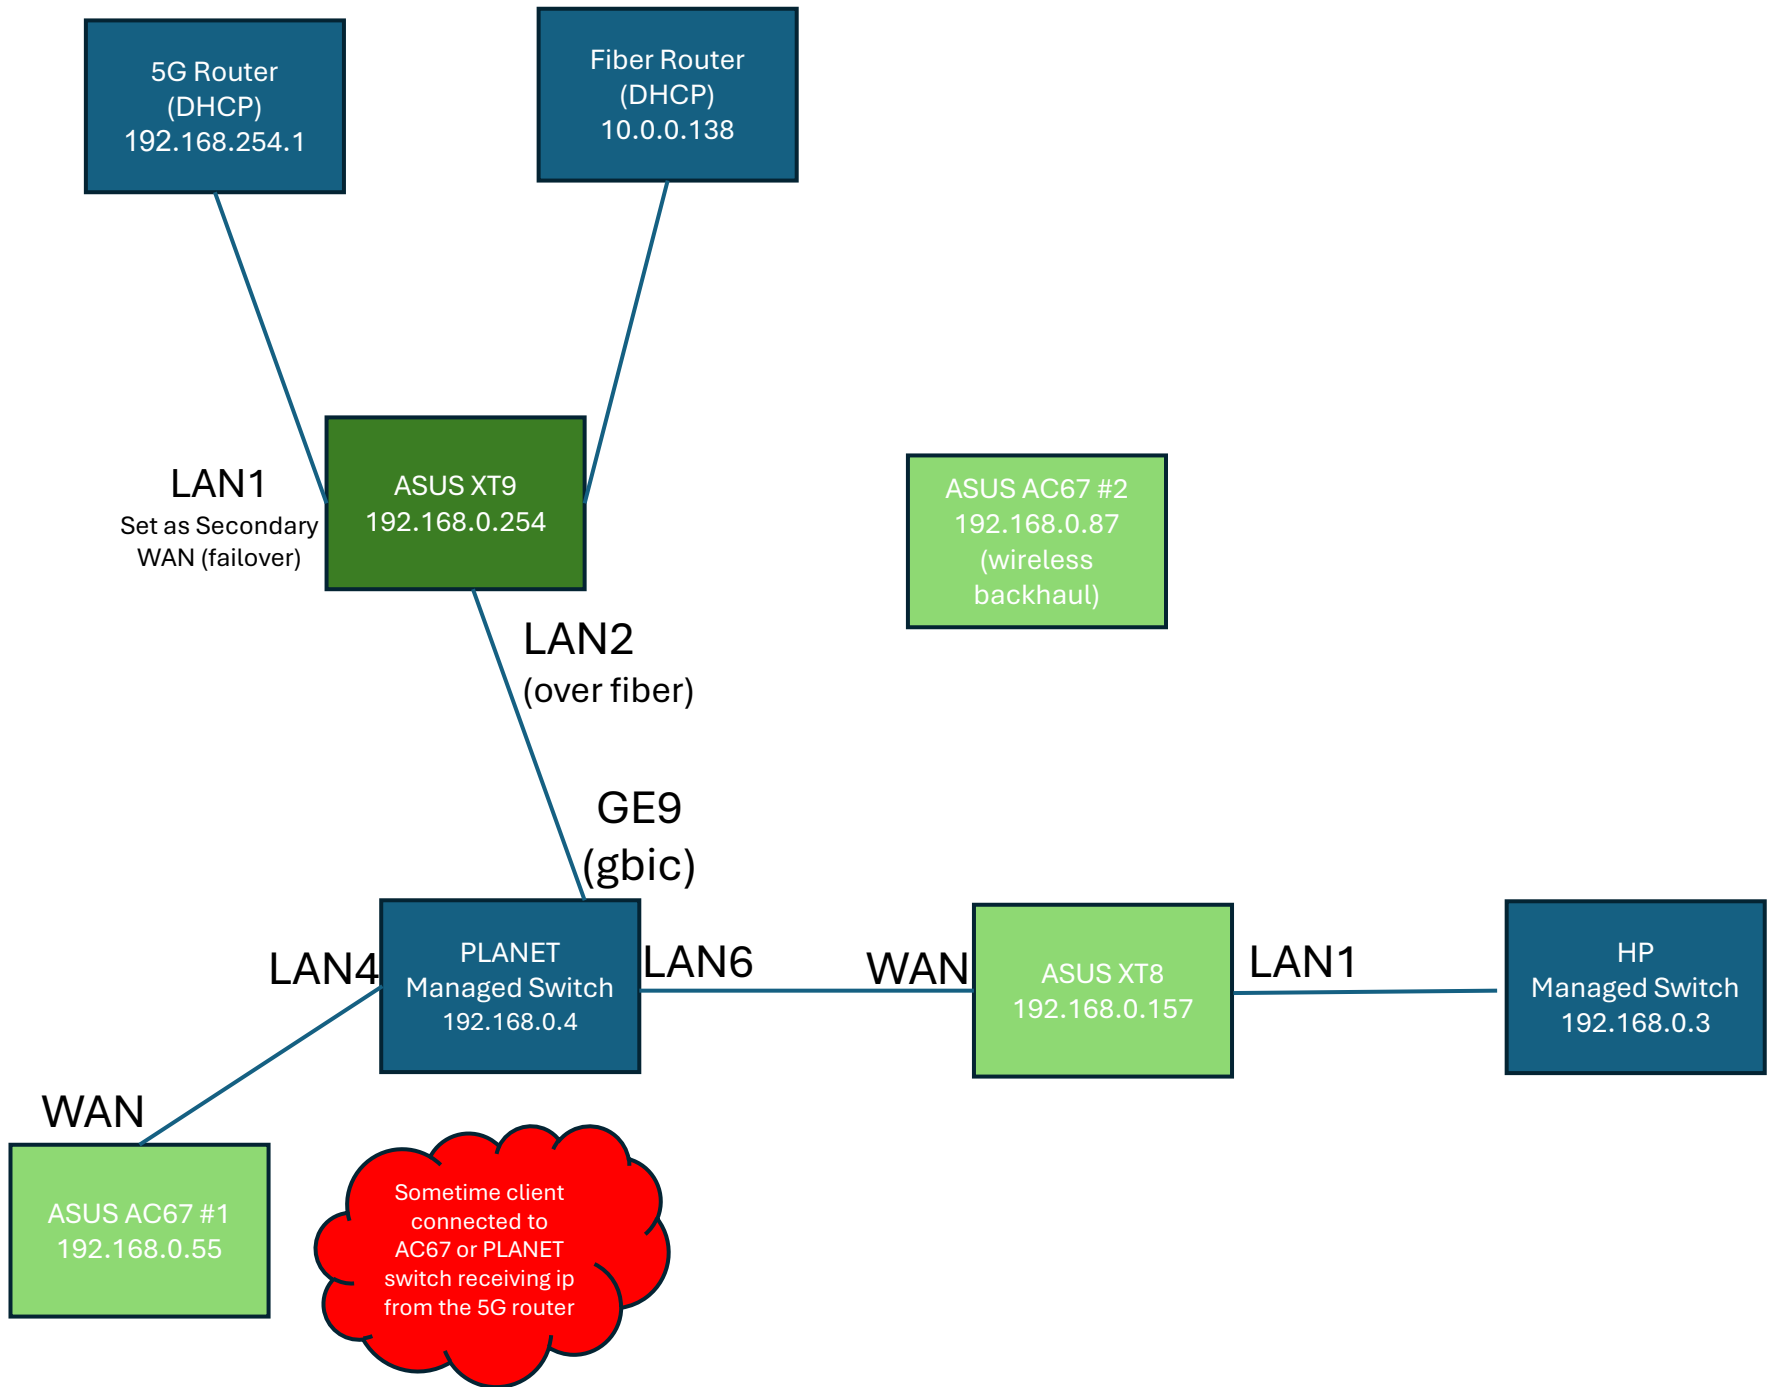 5G Router
(DHCP)
192.168.254.1
Fiber Router
(DHCP)
10.0.0.138
LAN1
Set as Secondary
WAN (failover)
ASUS XT9
192.168.0.254
ASUS AC67 #2
192.168.0.87
(wireless
backhaul)
LAN2
(over fiber)
GE9
(gbic)
LAN4
PLANET
Managed Switch
192.168.0.4
LAN6
WAN
ASUS XT8
192.168.0.157
LAN1
HP
Managed Switch
192.168.0.3
WAN
ASUS AC67 #1
192.168.0.55
Sometime client
connected to
AC67 or PLANET
switch receiving ip
from the 5G router